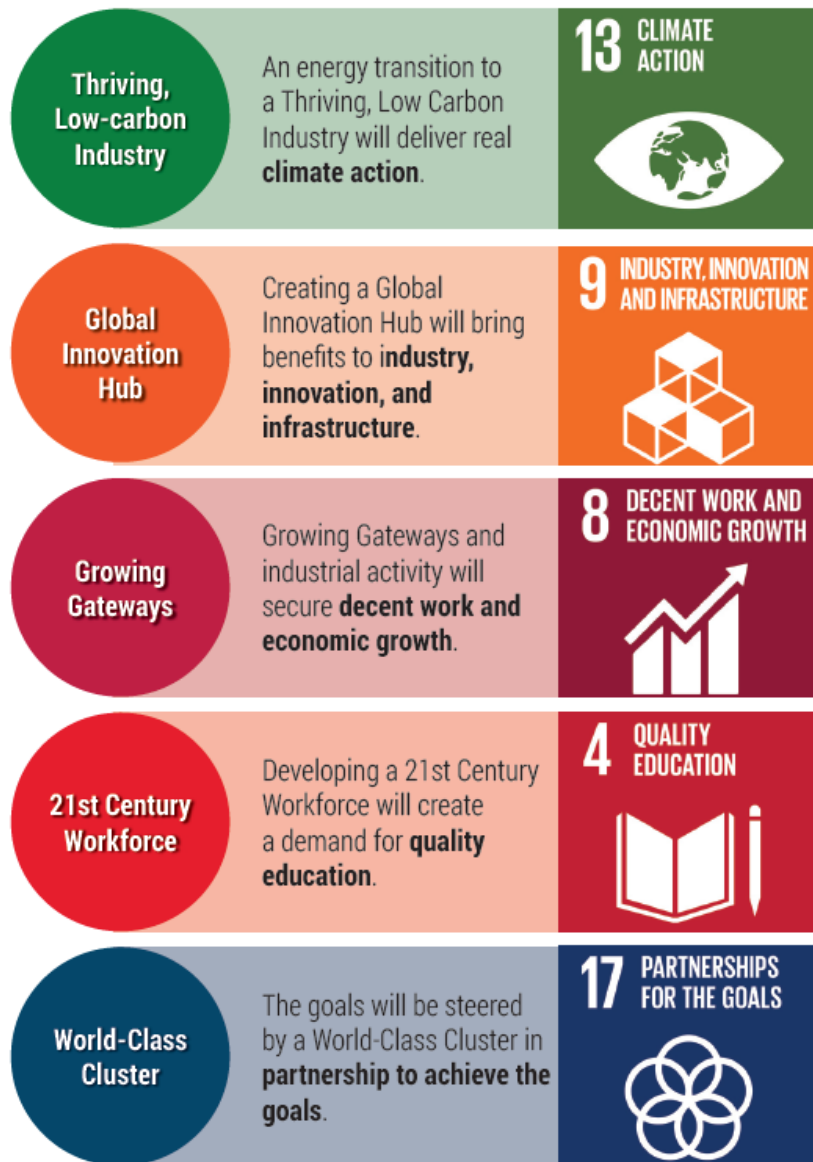 Thriving,
Low-carbon
Industry
An energy transition to
a Thriving, Low Carbon
Industry will deliver real
climate action.
13 CLIMATE
ACTION
Global
Innovation
Hub
Creating a Global
Innovation Hub will bring
benefits to industry,
innovation, and
infrastructure.
9 INDUSTRY, INNOVATION
AND INFRASTRUCTURE
Growing
Gateways
Growing Gateways and
industrial activity will
secure decent work and
economic growth.
8 DECENT WORK AND
ECONOMIC GROWTH
21st Century
Workforce
Developing a 21st Century
Workforce will create
a demand for quality
education.
4 QUALITY
EDUCATION
World-Class
Cluster
The goals will be steered
by a World-Class Cluster in
partnership to achieve the
goals.
17 PARTNERSHIPS
FOR THE GOALS